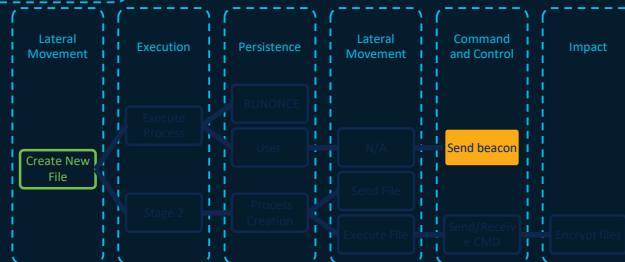 Lateral
Movement
Execution
Persistence
Lateral
Movement
Command
and Control
Impact
RUNONCE
Execute
Process
User
N/A
Send beacon
Create New
File
Send File
Stage 2
Process
Creation
Execute File
Send/Receiv
e CMD
Encrypt files